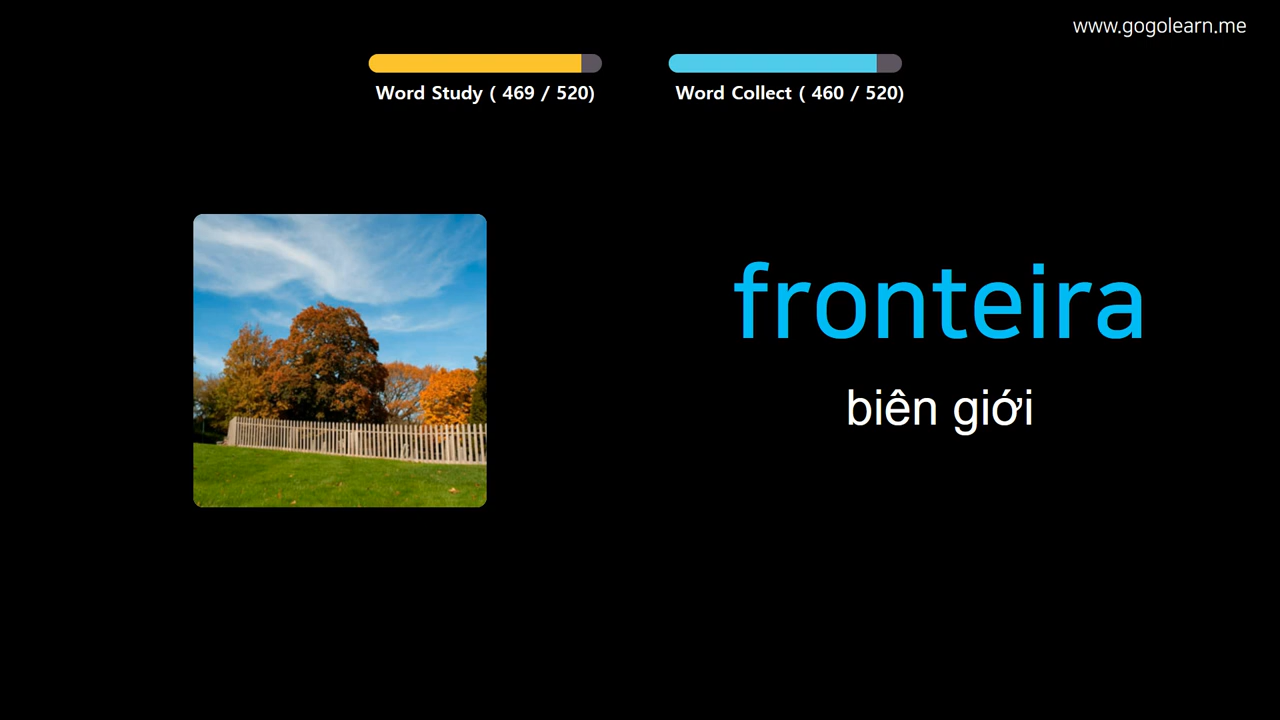 www.gogolearn.me
Word Study ( 469 / 520)
Word Collect ( 460 / 520)
fronteira
biên giới